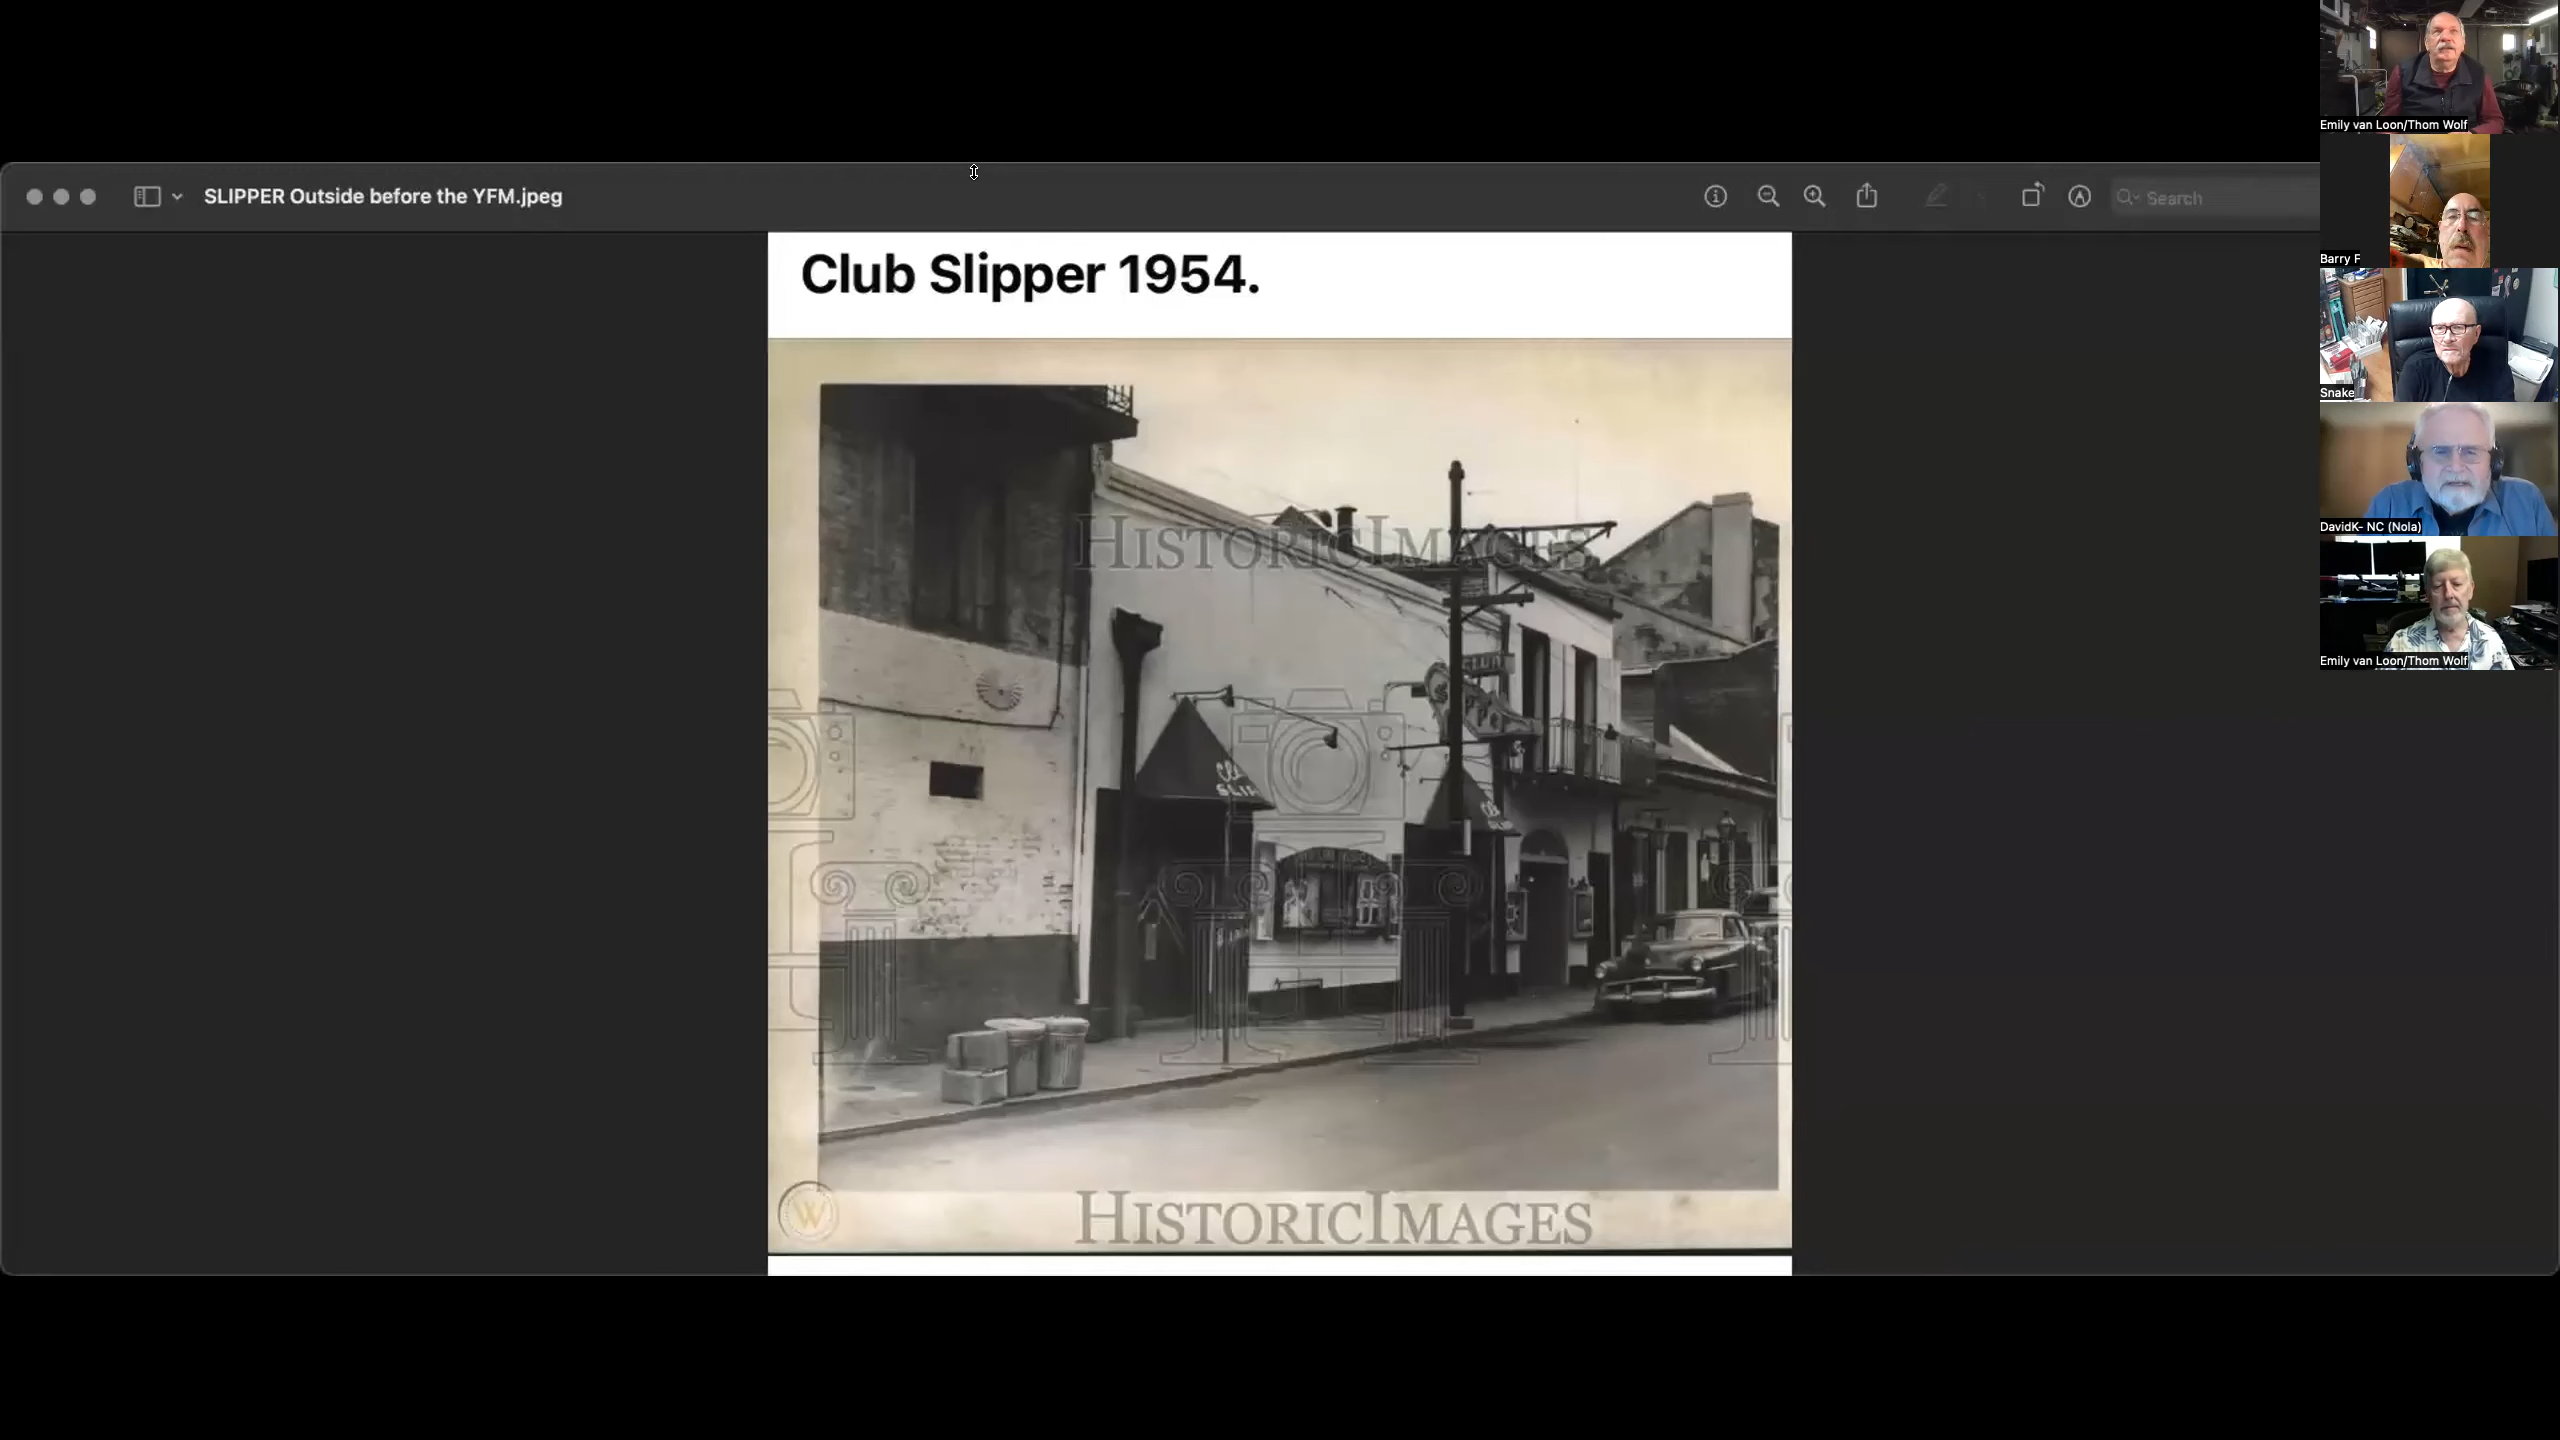 SLIPPER Outside before the YFM.jpeg
Search
Club Slipper 1954.
HISTORICIMAGES
CLUB
HISTORICIMAGES
W
Emily van Loon/Thom Wolf
Barry F
Snake
DavidK- NC (Nola)
Emily van Loon/Thom Wolf